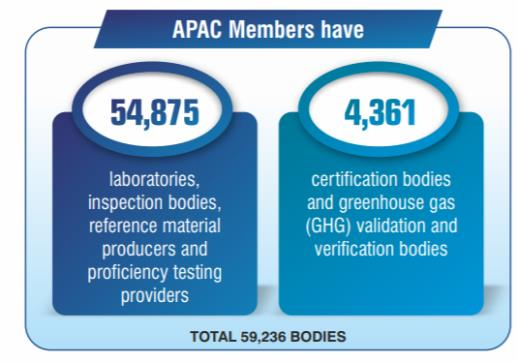 APAC Members have
54,875
laboratories,
inspection bodies,
reference material
producers and
proficiency testing
providers
4,361
certification bodies
and greenhouse gas
(GHG) validation and
verification bodies
TOTAL 59,236 BODIES